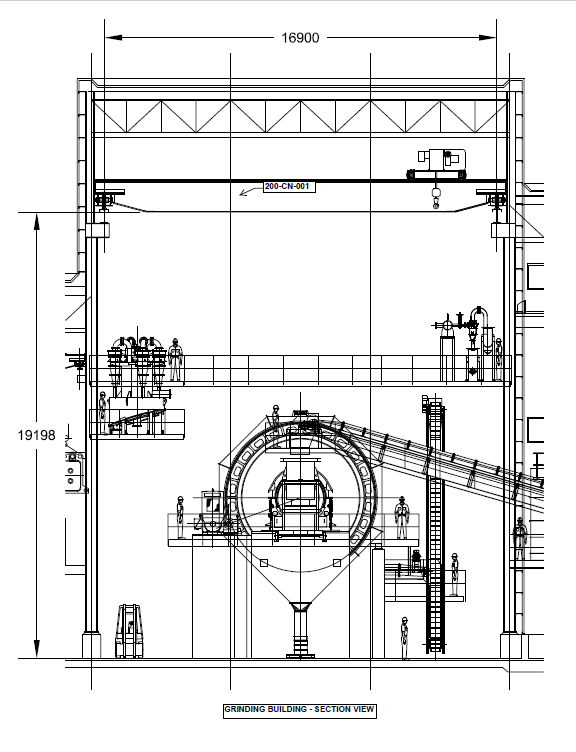 16900
200-CN-001
19198
GRINDING BUILDING - SECTION VIEW